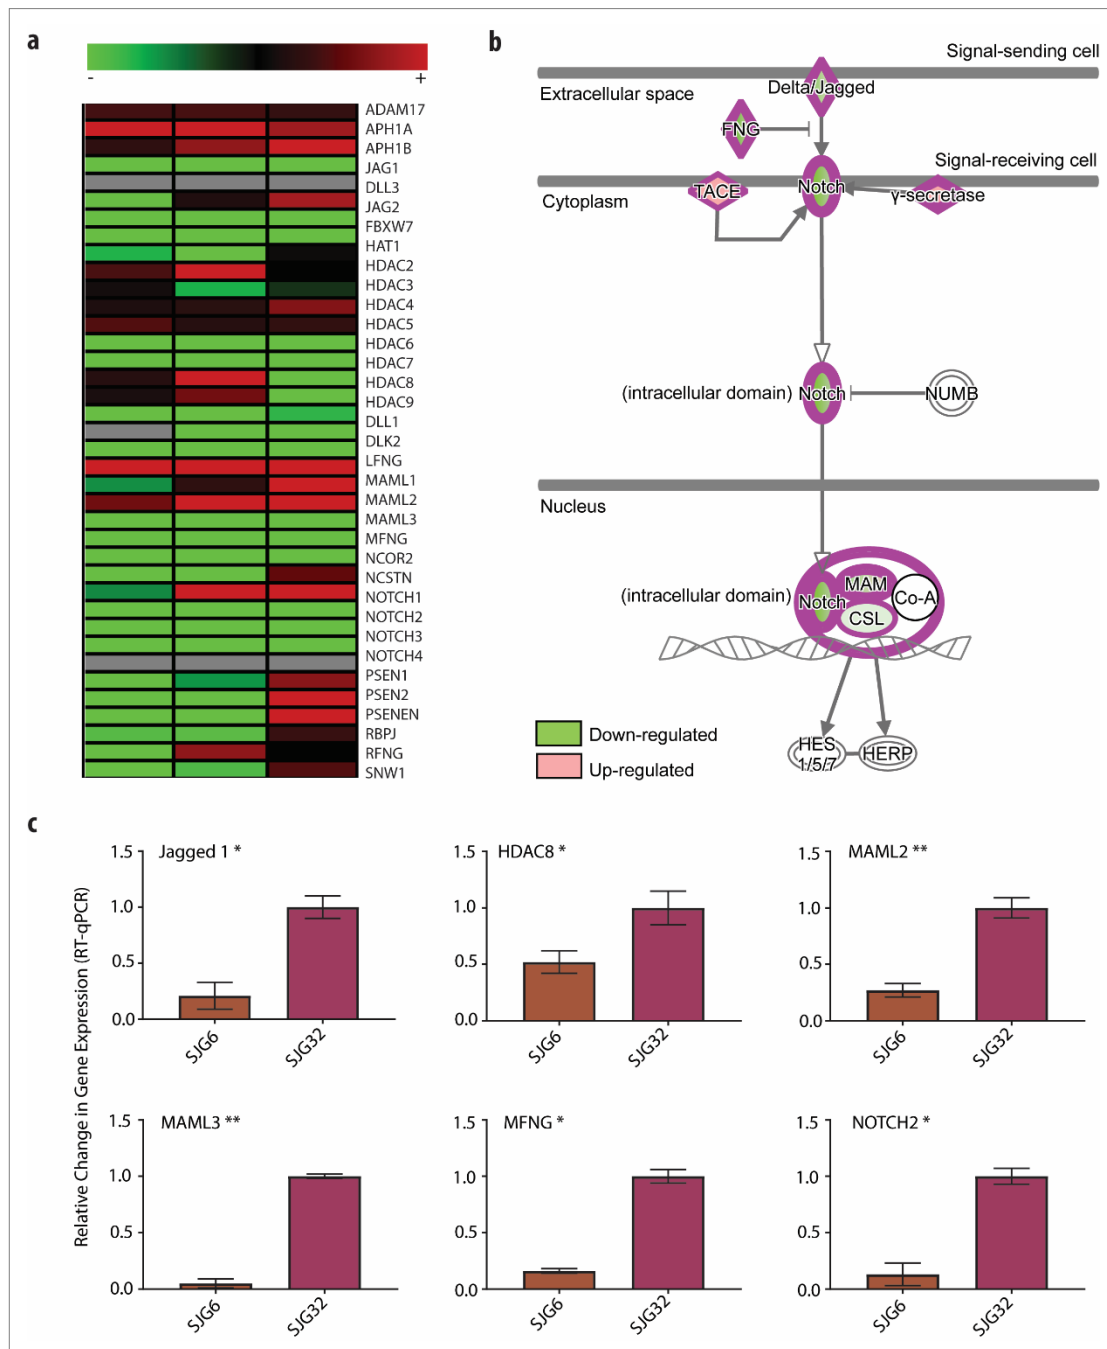 a
-
+
ADAM17
APH1A
APH1B
JAG1
DLL3
JAG2
FBXW7
HAT1
HDAC2
HDAC3
HDAC4
HDAC5
HDAC6
HDAC7
HDAC8
HDAC9
DLL1
DLK2
LFNG
MAML1
MAML2
MAML3
MFNG
NCOR2
NCSTN
NOTCH1
NOTCH2
NOTCH3
NOTCH4
PSEN1
PSEN2
PSENEN
RBPJ
RFNG
SNW1
b
Signal-sending cell
Extracellular space
Delta/Jagged
FNG
Signal-receiving cell
Cytoplasm
TACE
Notch
γ-secretase
(intracellular domain)
Notch
NUMB
Nucleus
(intracellular domain)
Notch
MAM
CSL
Co-A
HES
1/5/7
HERP
Down-regulated
Up-regulated
c
Relative Change in Gene Expression (RT-qPCR)
Jagged 1 *
1.5
1.0
0.5
0.0
SJG6
SJG32
HDAC8 *
1.5
1.0
0.5
0.0
SJG6
SJG32
MAML2 **
1.5
1.0
0.5
0.0
SJG6
SJG32
MAML3 **
1.5
1.0
0.5
0.0
SJG6
SJG32
MFNG *
1.5
1.0
0.5
0.0
SJG6
SJG32
NOTCH2 *
1.5
1.0
0.5
0.0
SJG6
SJG32